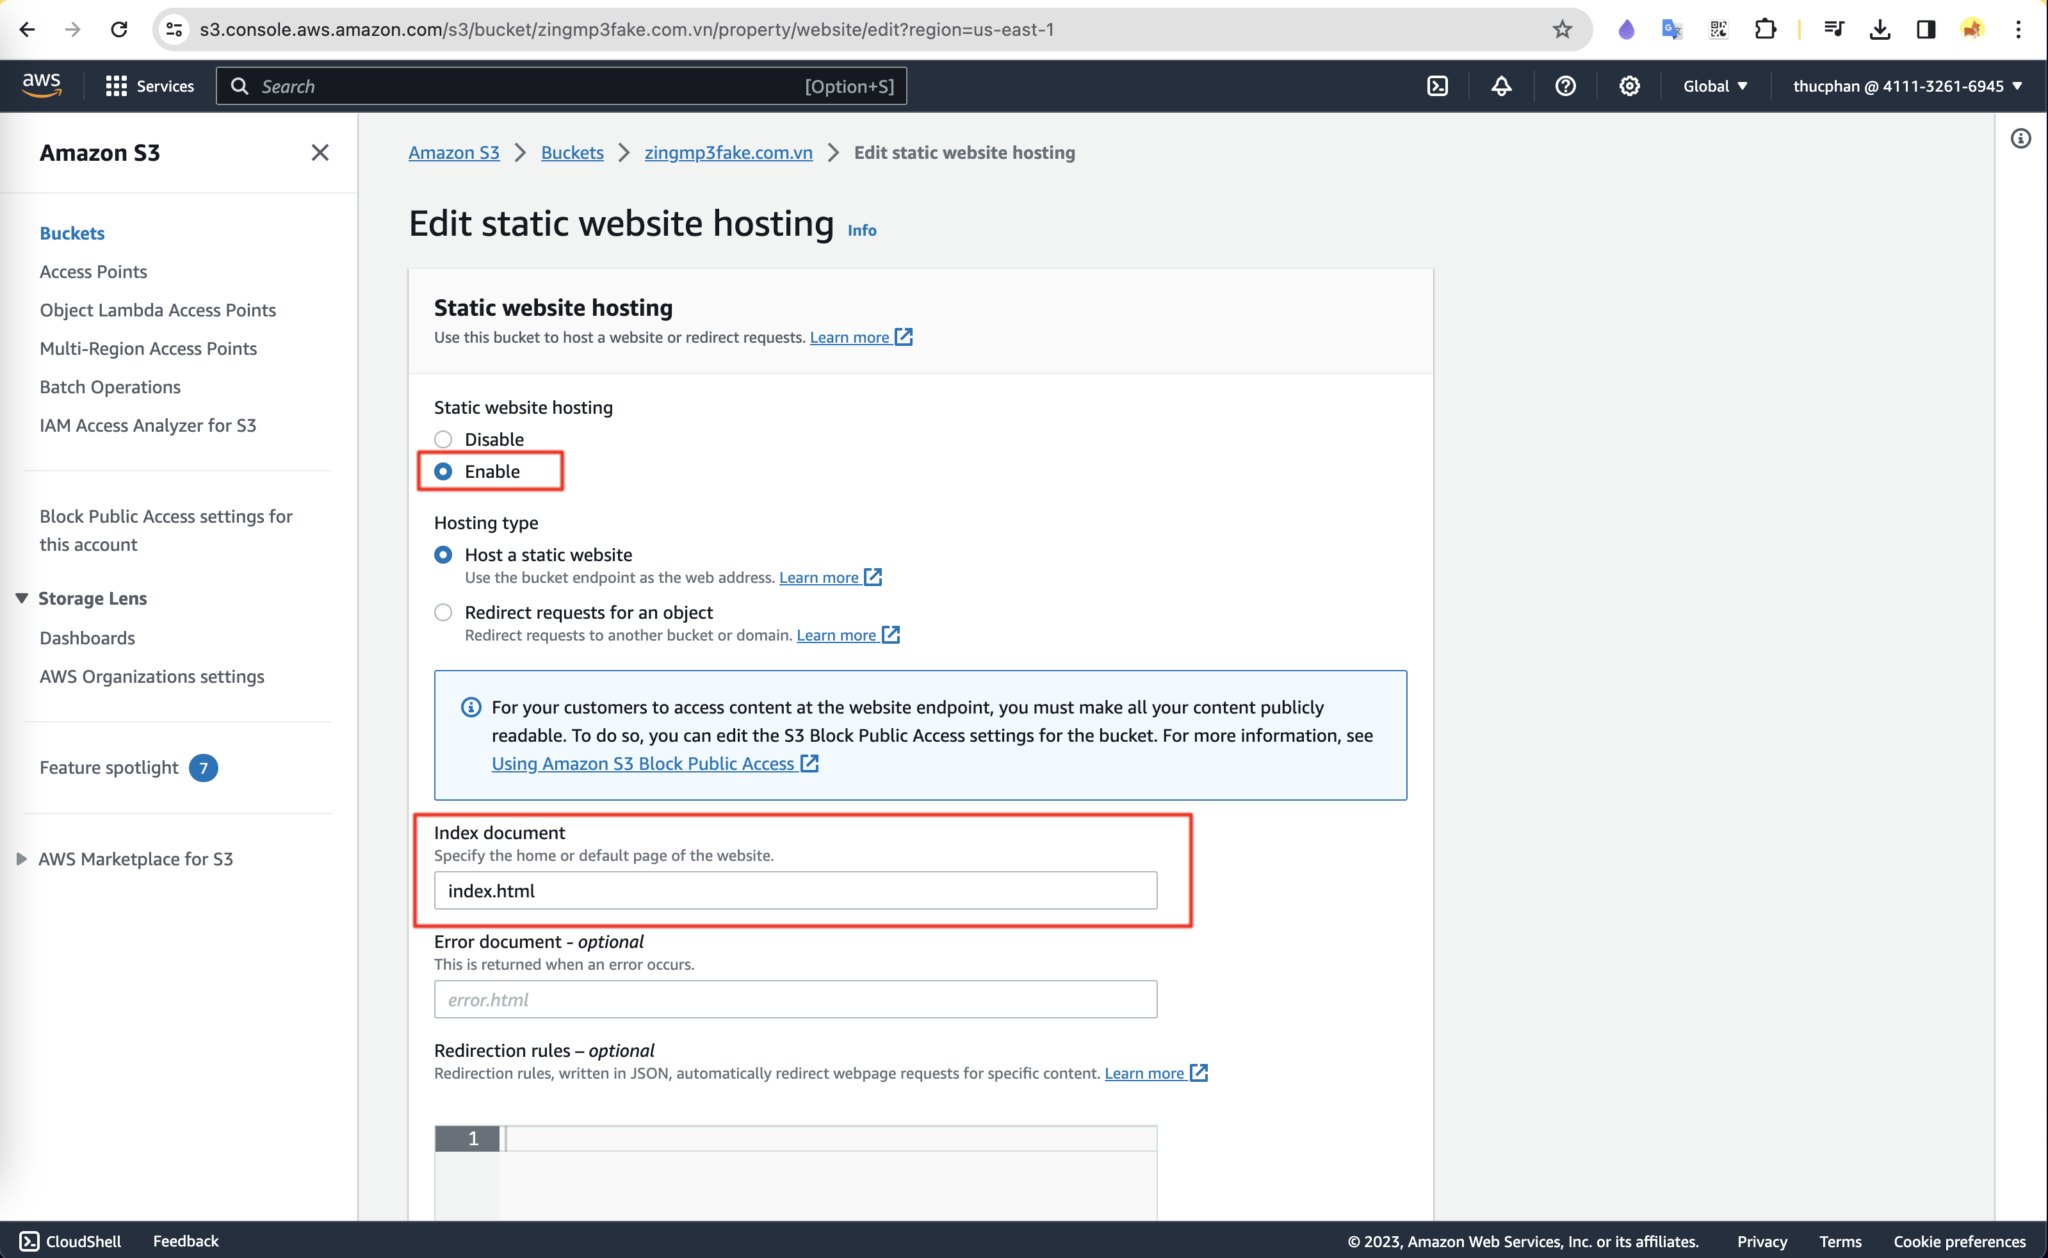 s3.console.aws.amazon.com/s3/bucket/zingmp3fake.com.vn/property/website/edit?region=us-east-1
aws
Services
Search
[Option+S]
Global
thucphan @ 4111-3261-6945
Amazon S3
Buckets
Access Points
Object Lambda Access Points
Multi-Region Access Points
Batch Operations
IAM Access Analyzer for S3
Block Public Access settings for
this account
Storage Lens
Dashboards
AWS Organizations settings
Feature spotlight 7
AWS Marketplace for S3
Amazon S3 > Buckets > zingmp3fake.com.vn > Edit static website hosting
Edit static website hosting Info
Static website hosting
Use this bucket to host a website or redirect requests. Learn more
Static website hosting
Disable
Enable
Hosting type
Host a static website
Use the bucket endpoint as the web address. Learn more
Redirect requests for an object
Redirect requests to another bucket or domain. Learn more
For your customers to access content at the website endpoint, you must make all your content publicly
readable. To do so, you can edit the S3 Block Public Access settings for the bucket. For more information, see
Using Amazon S3 Block Public Access
Index document
Specify the home or default page of the website.
index.html
Error document - optional
This is returned when an error occurs.
error.html
Redirection rules – optional
Redirection rules, written in JSON, automatically redirect webpage requests for specific content. Learn more
1
CloudShell
Feedback
© 2023, Amazon Web Services, Inc. or its affiliates.
Privacy
Terms
Cookie preferences